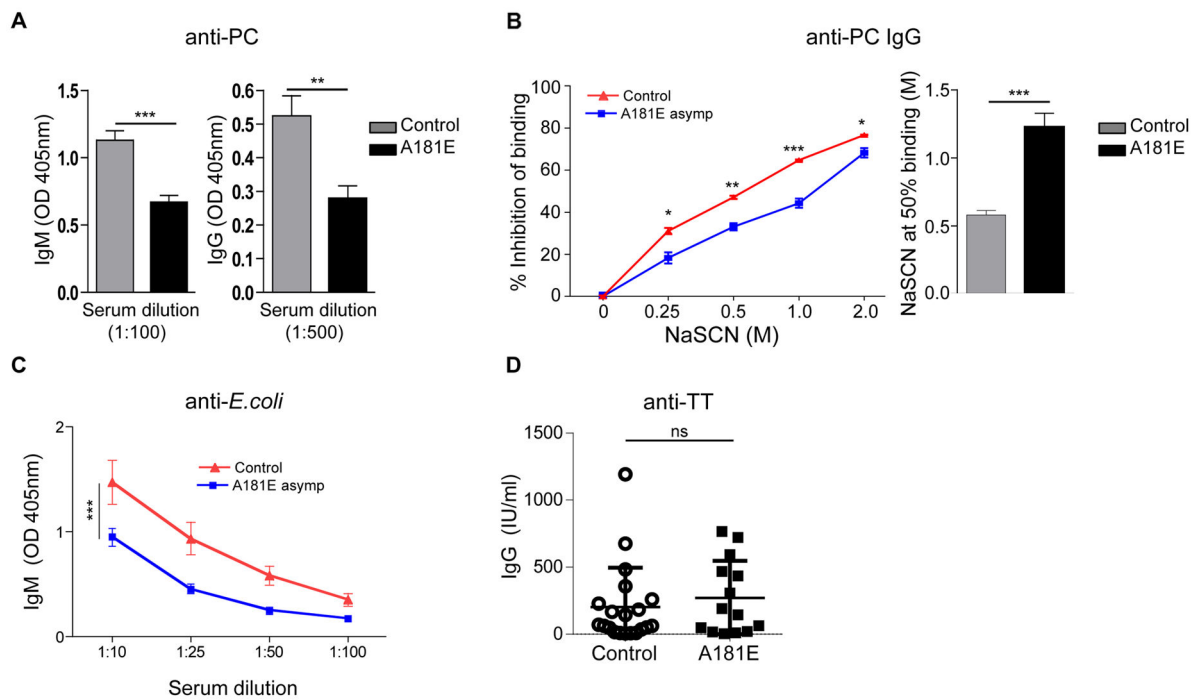 A
anti-PC
IgM (OD 405nm)
1.5
1.0
0.5
0.0
***
Serum dilution
(1:100)
IgG (OD 405nm)
0.6
0.5
0.4
0.3
0.2
0.1
0.0
**
Serum dilution
(1:500)
Control
A181E
B
anti-PC IgG
% Inhibition of binding
100
80
60
40
20
0
Control
A181E asymp
*
**
***
*
0
0.25
0.5
1.0
2.0
NaSCN (M)
NaSCN at 50% binding (M)
1.5
1.0
0.5
0.0
***
Control
A181E
C
anti-E.coli
IgM (OD 405nm)
2
1
0
***
Control
A181E asymp
1:10
1:25
1:50
1:100
Serum dilution
D
anti-TT
IgG (IU/ml)
1500
1000
500
0
ns
Control
A181E